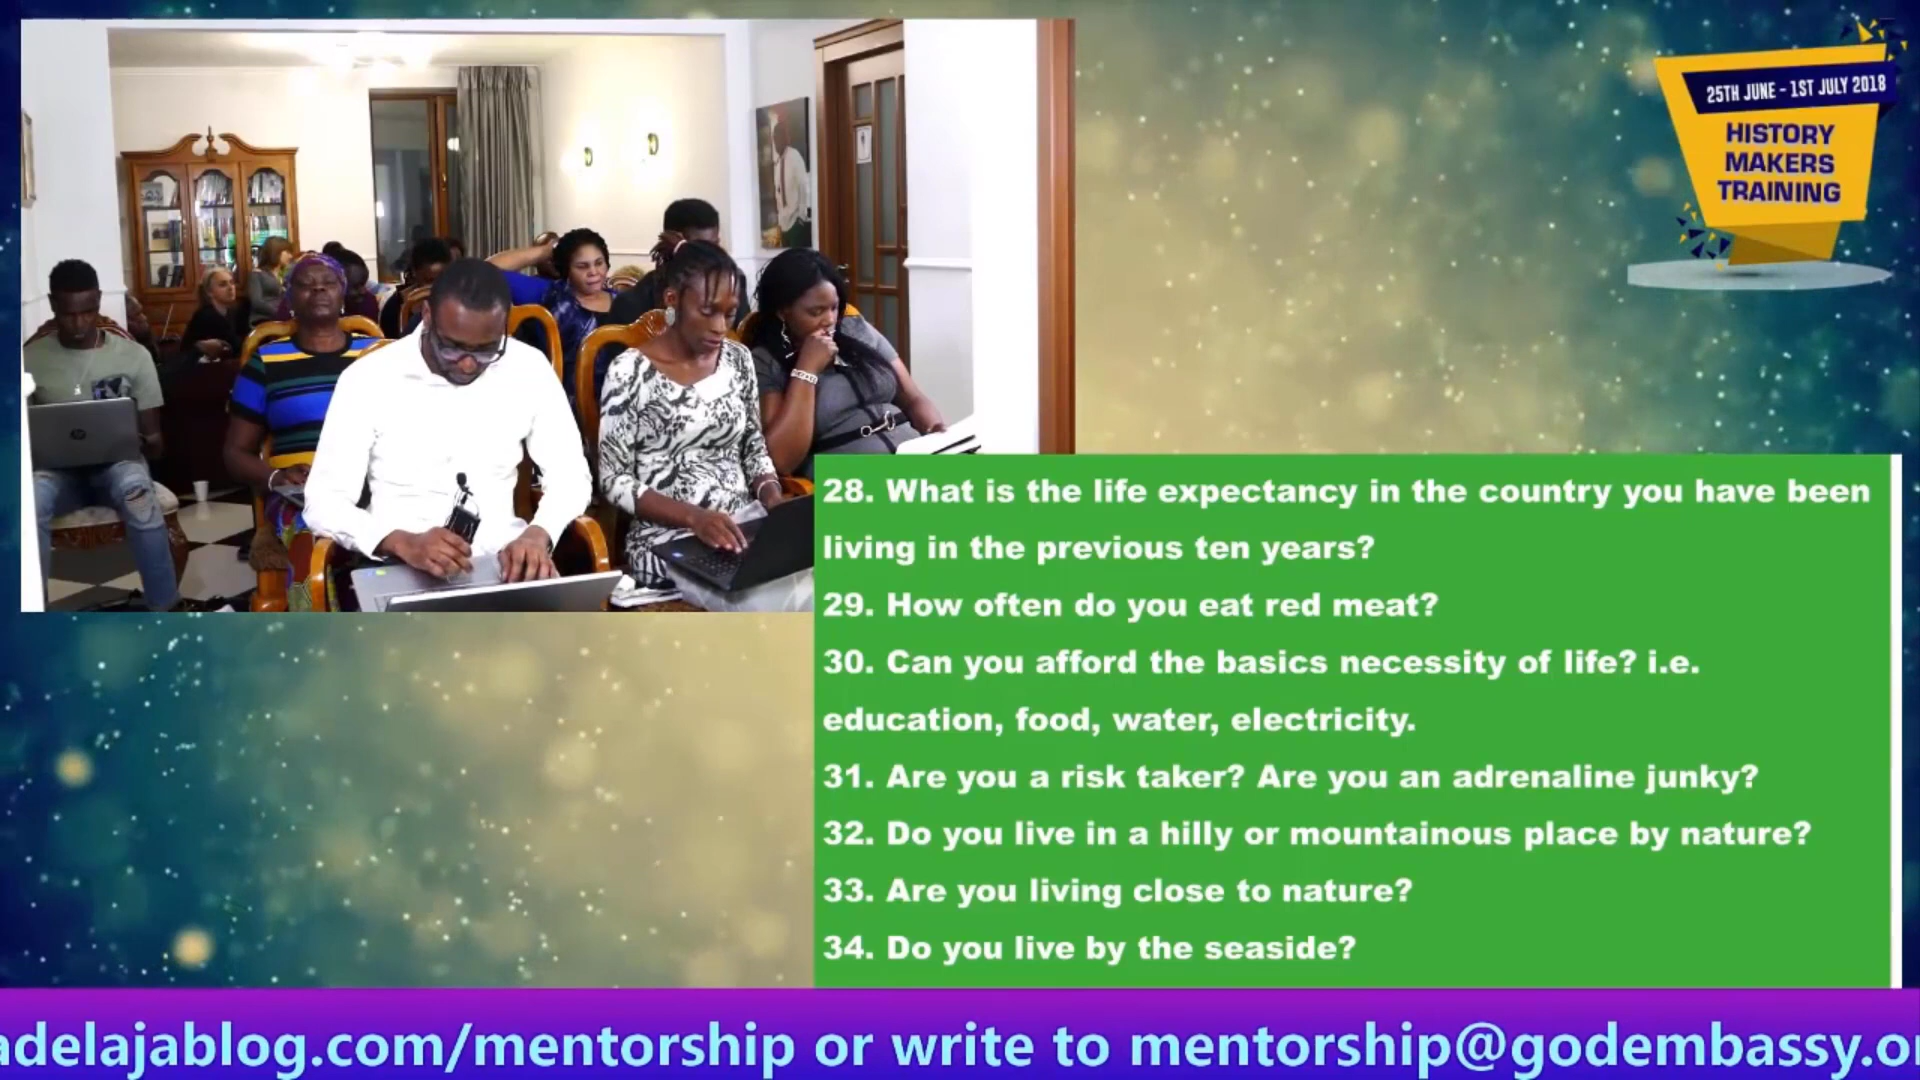 25TH JUNE - 1ST JULY 2018
HISTORY
MAKERS
TRAINING
28. What is the life expectancy in the country you have been
living in the previous ten years?
29. How often do you eat red meat?
30. Can you afford the basics necessity of life? i.e.
education, food, water, electricity.
31. Are you a risk taker? Are you an adrenaline junky?
32. Do you live in a hilly or mountainous place by nature?
33. Are you living close to nature?
34. Do you live by the seaside?
adelajablog.com/mentorship or write to mentorship@godembassy.or